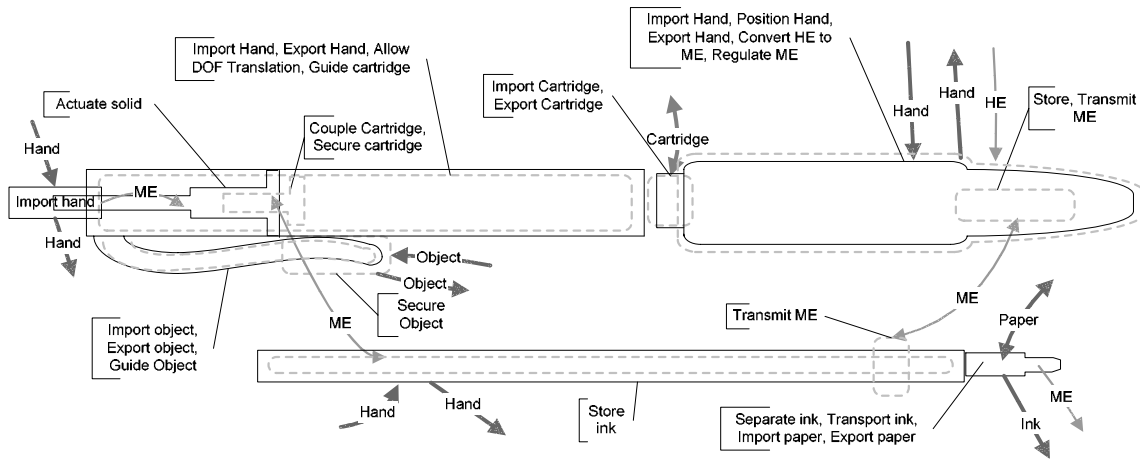 Import Hand, Export Hand, Allow
DOF Translation, Guide cartridge
Import Hand, Position Hand,
Export Hand, Convert HE to
ME, Regulate ME
Import Cartridge,
Export Cartridge
Actuate solid
Couple Cartridge,
Secure cartridge
Store, Transmit
ME
Hand
Hand
Hand
HE
Cartridge
Import hand
ME
Hand
Object
Object
Secure
Object
ME
Import object,
Export object,
Guide Object
ME
Transmit ME
Paper
Hand
Hand
Store
ink
Separate ink, Transport ink,
Import paper, Export paper
Ink
ME